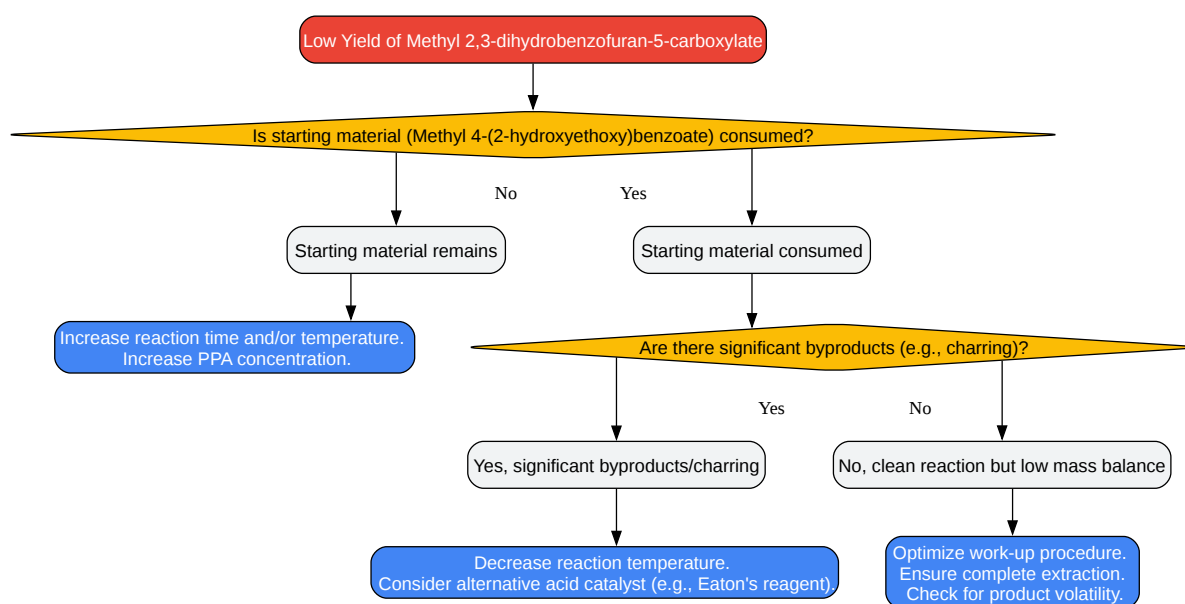 Low Yield of Methyl 2,3-dihydrobenzofuran-5-carboxylate
Is starting material (Methyl 4-(2-hydroxyethoxy)benzoate) consumed?
No
Yes
Starting material remains
Starting material consumed
Increase reaction time and/or temperature.
Increase PPA concentration.
Are there significant byproducts (e.g., charring)?
Yes
No
Yes, significant byproducts/charring
No, clean reaction but low mass balance
Decrease reaction temperature.
Consider alternative acid catalyst (e.g., Eaton's reagent).
Optimize work-up procedure.
Ensure complete extraction.
Check for product volatility.